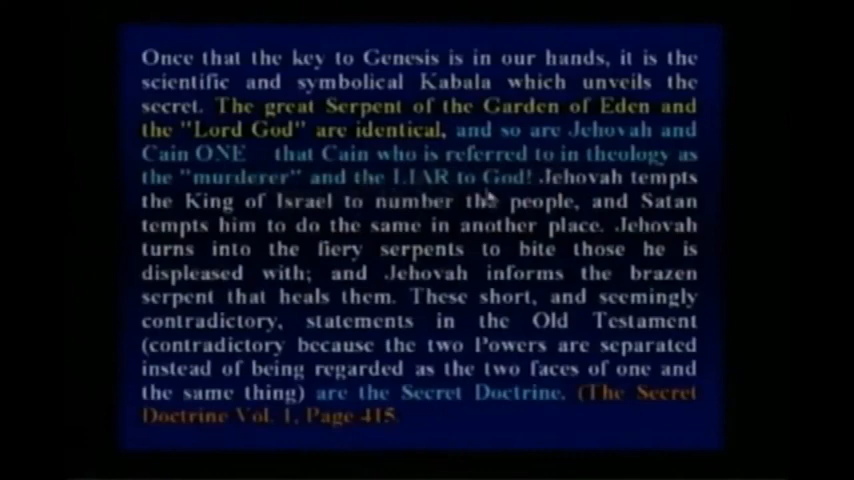 Once that the key to Genesis is in our hands, it is the
scientific and symbolical Kabala which unveils the
secret. The great Serpent of the Garden of Eden and
the "Lord God" are identical, and so are Jehovah and
Cain ONE that Cain who is referred to in theology as
the "murderer" and the LIAR to God! Jehovah tempts
the King of Israel to number the people, and Satan
tempts him to do the same in another place. Jehovah
turns into the fiery serpents to bite those he is
displeased with; and Jehovah informs the brazen
serpent that heals them. These short, and seemingly
contradictory, statements in the Old Testament
(contradictory because the two Powers are separated
instead of being regarded as the two faces of one and
the same thing) are the Secret Doctrine. (The Secret
Doctrine Vol. 1, Page 415.